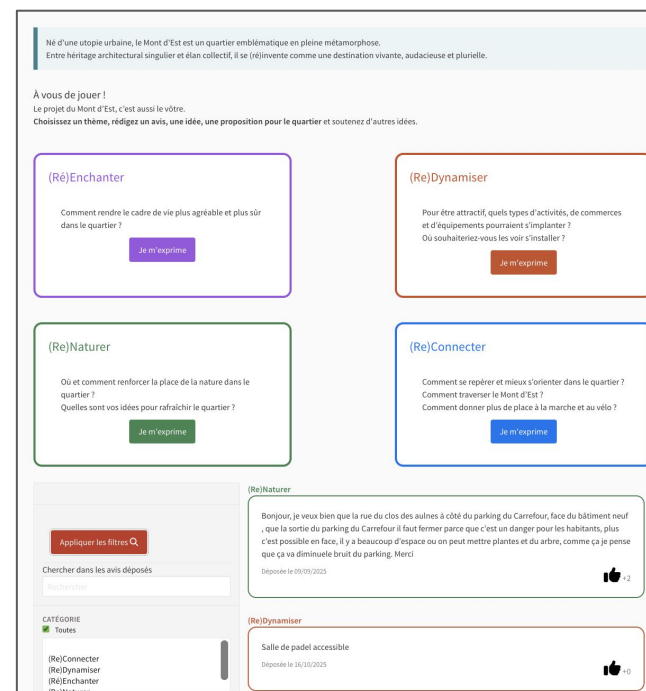 Né d'une utopie urbaine, le Mont d'Est est un quartier emblématique en pleine métamorphose.
Entre héritage architectural singulier et élan collectif, il se (ré)invente comme une destination vivante, audacieuse et plurielle.
À vous de jouer !
Le projet du Mont d'Est, c'est aussi le vôtre.
Choisissez un thème, rédigez un avis, une idée, une proposition pour le quartier et soutenez d'autres idées.
(Ré)Enchanter
Comment rendre le cadre de vie plus agréable et plus sûr
dans le quartier ?
Je m'exprime
(Re)Dynamiser
Pour être attractif, quels types d'activités, de commerces
et d'équipements pourraient s'implanter ?
Où souhaiteriez-vous les voir s'installer ?
Je m'exprime
(Re)Naturer
Où et comment renforcer la place de la nature dans le
quartier ?
Quelles sont vos idées pour rafraîchir le quartier ?
Je m'exprime
(Re)Connecter
Comment se repérer et mieux s'orienter dans le quartier ?
Comment traverser le Mont d'Est ?
Comment donner plus de place à la marche et au vélo ?
Je m'exprime
Appliquer les filtres
Chercher dans les avis déposés
Rechercher
CATÉGORIE
Toutes
(Re)Connecter
(Re)Dynamiser
(Ré)Enchanter
(Re)Naturer
(Re)Naturer
Bonjour, je veux bien que la rue du clos des aulnes à côté du parking du Carrefour, face du bâtiment neuf
, que la sortie du parking du Carrefour il faut fermer parce que c'est un danger pour les habitants, plus
c'est possible en face, il y a beaucoup d'espace ou on peut mettre plantes et du arbre, comme ça je pense
que ça va diminuele bruit du parking. Merci
Déposée le 09/09/2025
+2
(Re)Dynamiser
Salle de padel accessible
Déposée le 16/10/2025
+0